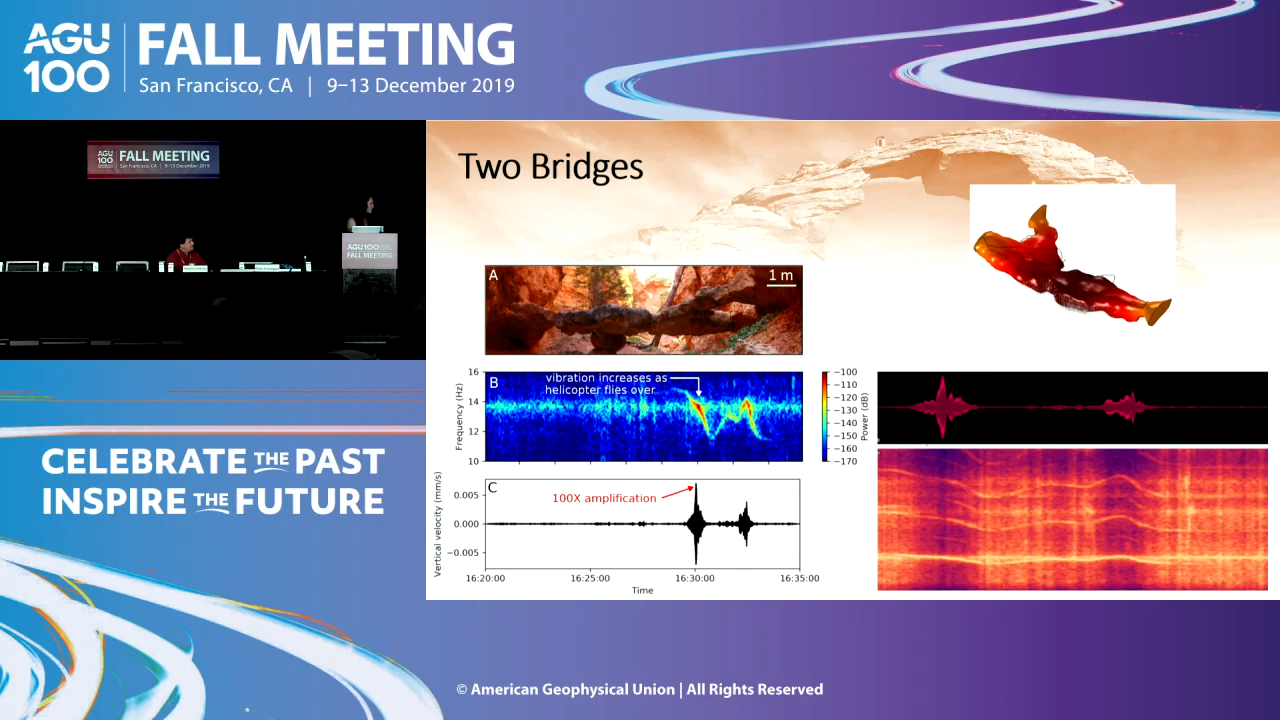 AGU
100
FALL MEETING
San Francisco, CA | 9–13 December 2019
AGU
100
FALL MEETING
San Francisco, CA | 9–13 December 2019
AGU100
FALL MEETING
CELEBRATE THE PAST
INSPIRE THE FUTURE
Two Bridges
A
1 m
B
vibration increases as
helicopter flies over
16
14
12
10
Frequency (Hz)
−100
−110
−120
−130
−140
−150
−160
−170
Power (dB)
C
100X amplification
0.005
0.000
−0.005
Vertical velocity (mm/s)
16:20:00 16:25:00 16:30:00 16:35:00
Time
© American Geophysical Union | All Rights Reserved